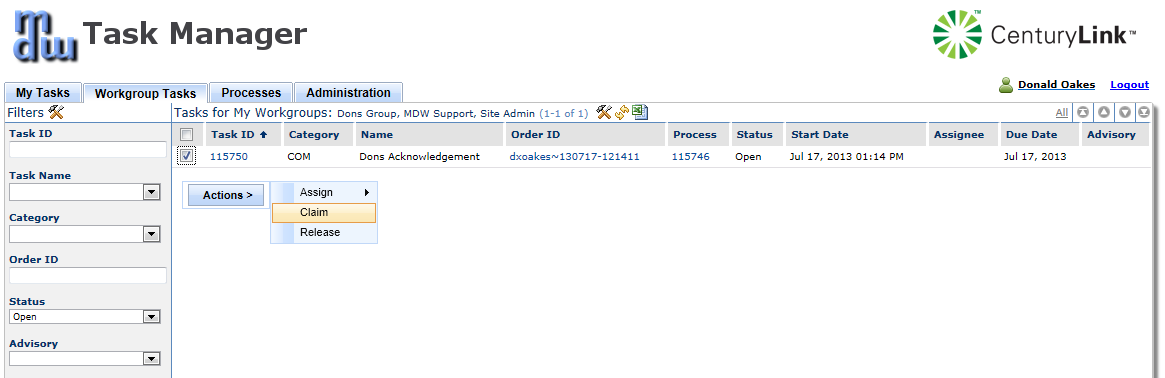 mdw Task Manager
CenturyLink™
My Tasks Workgroup Tasks Processes Administration
Donald Oakes Logout
Filters
Tasks for My Workgroups: Dons Group, MDW Support, Site Admin (1-1 of 1)
All
Task ID
Task Name
Category
Order ID
Status
Open
Advisory
Task ID Category Name Order ID Process Status Start Date Assignee Due Date Advisory
115750 COM Dons Acknowledgement dxoakes~130717-121411 115746 Open Jul 17, 2013 01:14 PM Jul 17, 2013
Actions >
Assign
Claim
Release